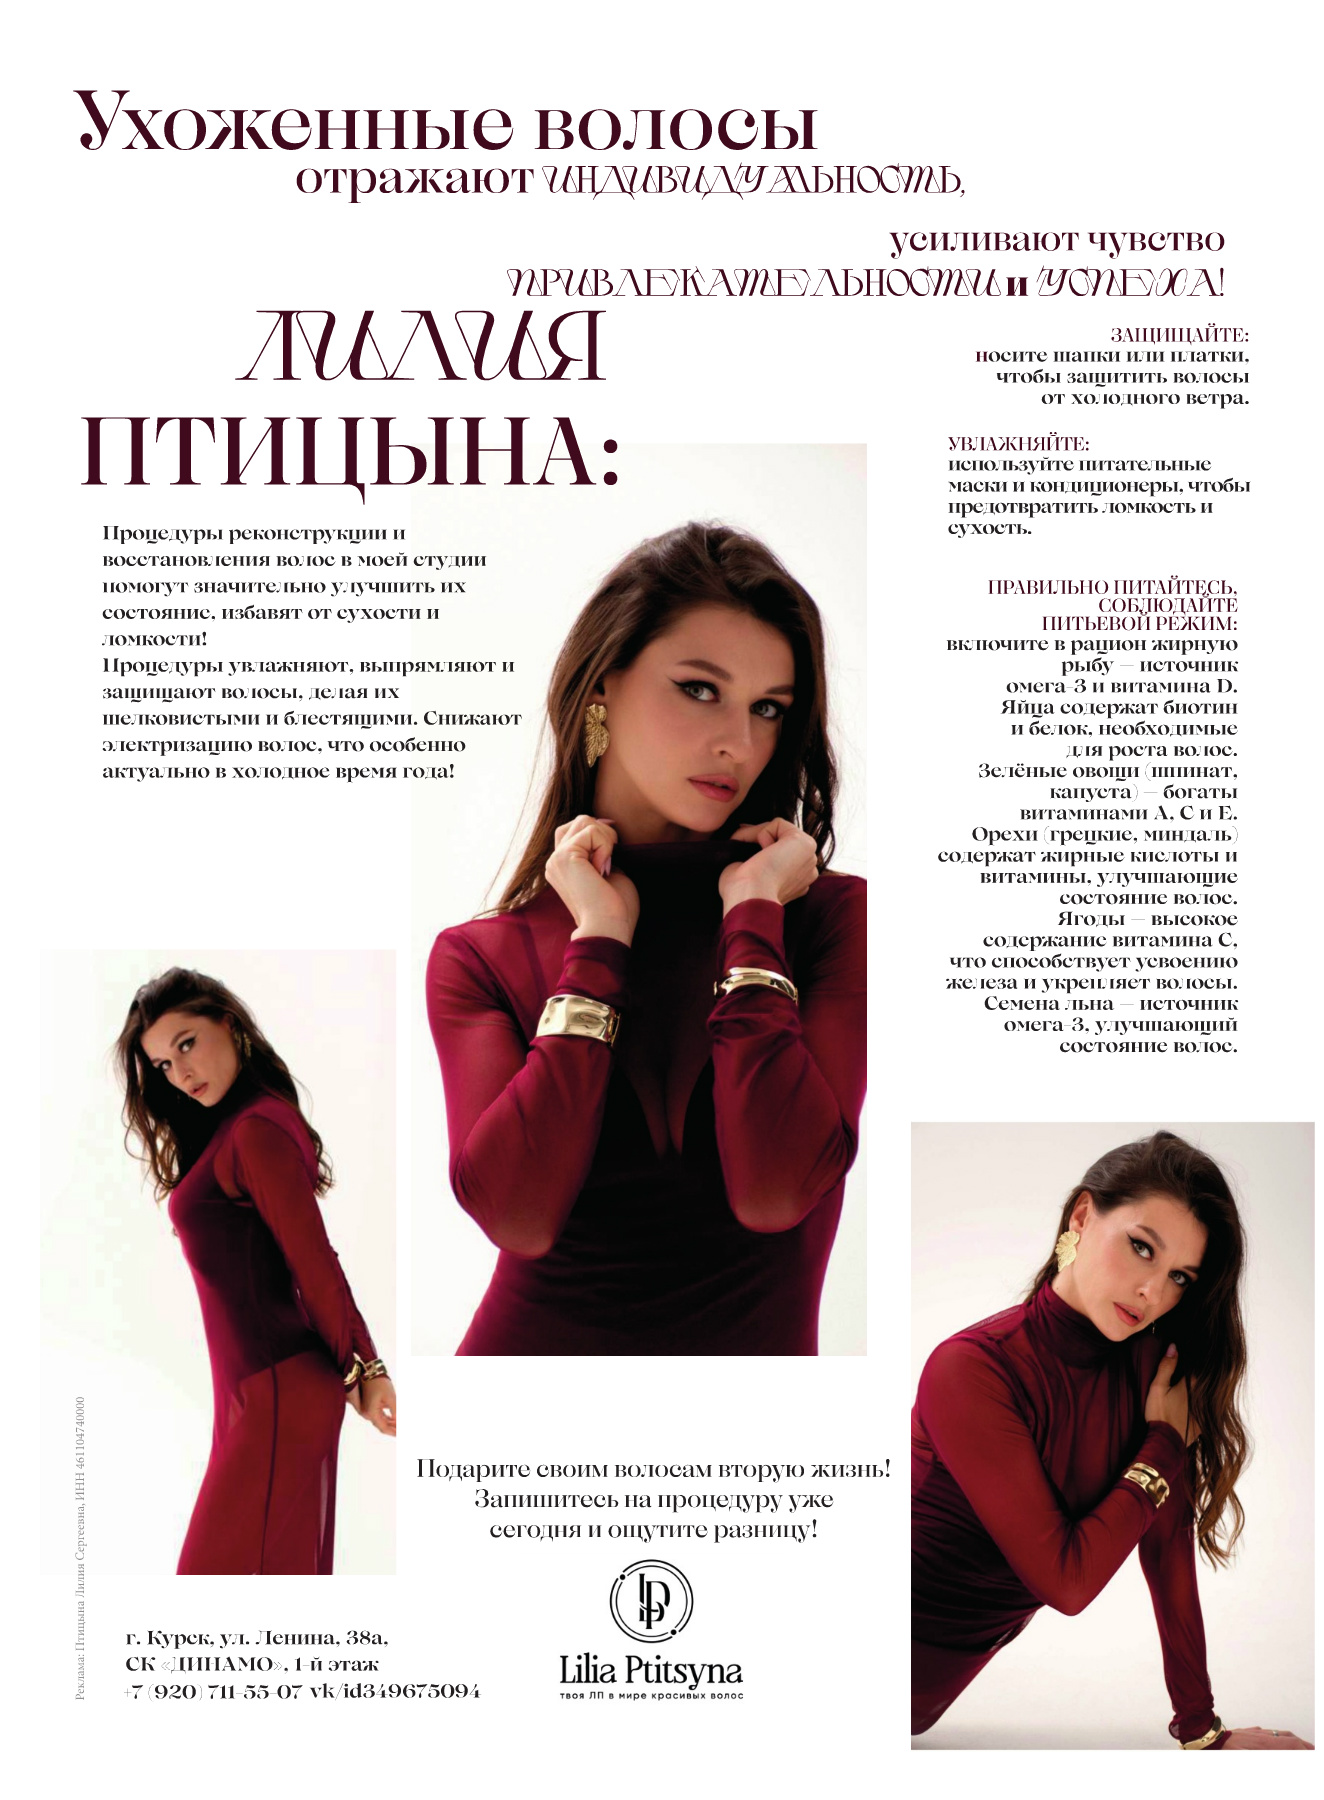 Ухоженные волосы
отражают ИНДИВИДУАЛЬНОСТЬ,
усиливают чувство
ПРИВЛЕКАТЕЛЬНОСТИ и УСПЕХА!
ЛИЛИЯ
ПТИЦЫНА:
Процедуры реконструкции и
восстановления волос в моей студии
помогут значительно улучшить их
состояние, избавят от сухости и
ломкости!
Процедуры увлажняют, выпрямляют и
защищают волосы, делая их
шелковистыми и блестящими. Снижают
электризацию волос, что особенно
актуально в холодное время года!
ЗАЩИЩАЙТЕ:
носите шапки или платки,
чтобы защитить волосы
от холодного ветра.
УВЛАЖНЯЙТЕ:
используйте питательные
маски и кондиционеры, чтобы
предотвратить ломкость и
сухость.
ПРАВИЛЬНО ПИТАЙТЕСЬ,
СОБЛЮДАЙТЕ
ПИТЬЕВОЙ РЕЖИМ:
включите в рацион жирную
рыбу — источник
омега-3 и витамина D.
Яйца содержат биотин
и белок, необходимые
для роста волос.
Зелёные овощи (шпинат,
капуста) — богаты
витаминами А, С и Е.
Орехи (грецкие, миндаль)
содержат жирные кислоты и
витамины, улучшающие
состояние волос.
Ягоды — высокое
содержание витамина С,
что способствует усвоению
железа и укрепляет волосы.
Семена льна — источник
омега-3, улучшающий
состояние волос.
Подарите своим волосам вторую жизнь!
Запишитесь на процедуру уже
сегодня и ощутите разницу!
LP
Lilia Ptitsyna
твоя ЛП в мире красивых волос
г. Курск, ул. Ленина, 38а,
СК «ДИНАМО», 1-й этаж
+7 (920) 711-55-07 vk/id349675094
Реклама: Птицына Лилия Сергеевна, ИНН 461104740000